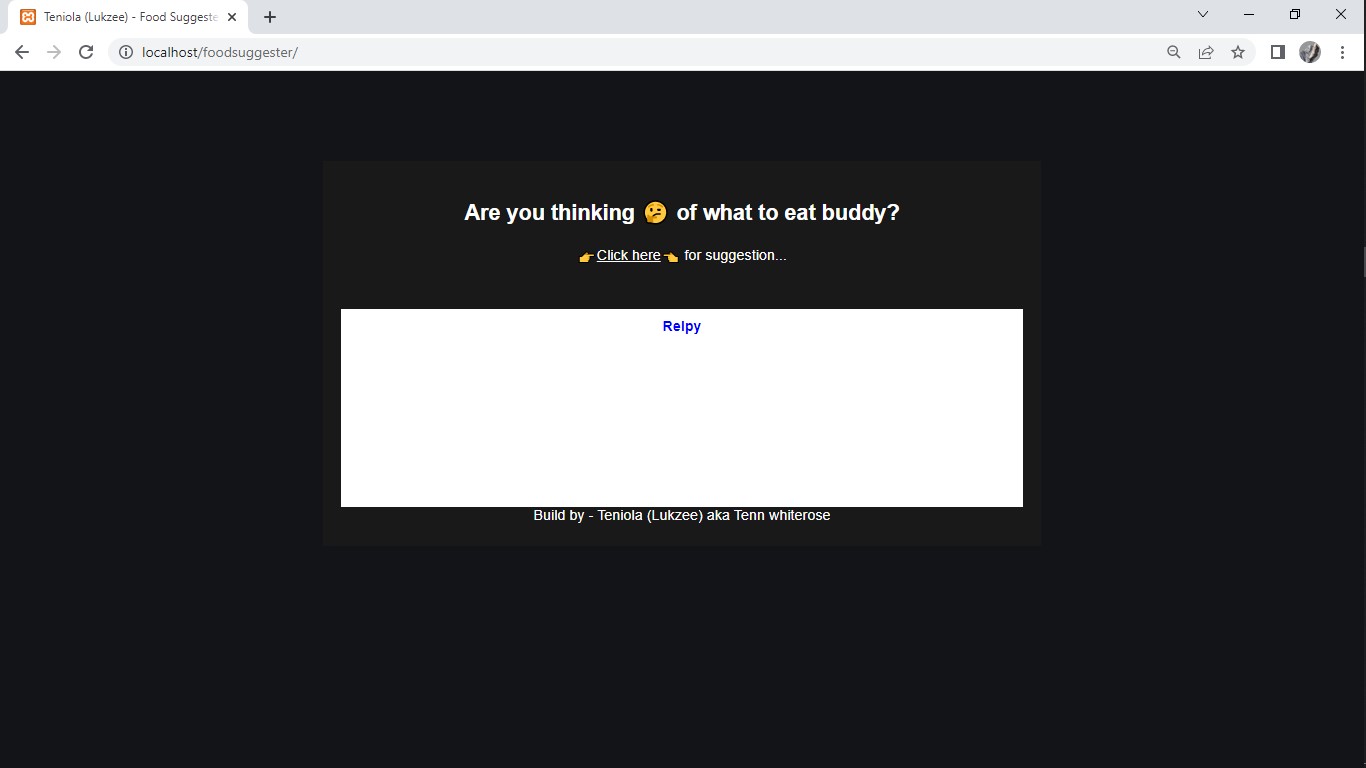 Teniola (Lukzee) - Food Suggeste
localhost/foodsuggester/
Are you thinking 🤔 of what to eat buddy?
👉Click here👈 for suggestion...
Relpy
Build by - Teniola (Lukzee) aka Tenn whiterose